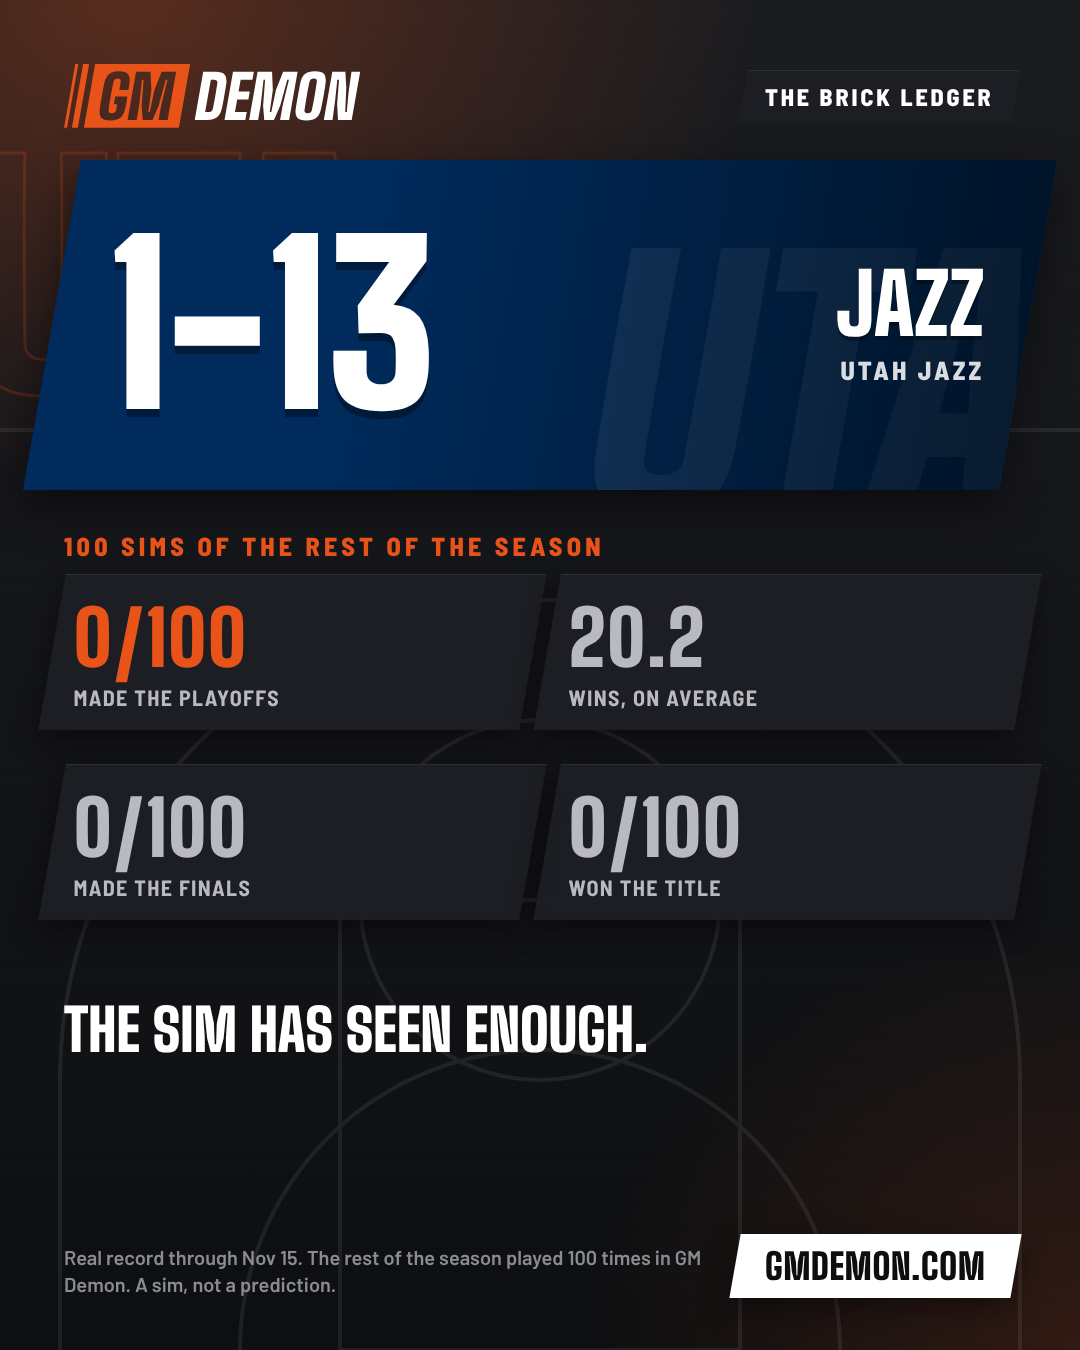 GM DEMON
THE BRICK LEDGER
1–13
JAZZ
UTAH JAZZ
UTA
100 SIMS OF THE REST OF THE SEASON
0/100
MADE THE PLAYOFFS
20.2
WINS, ON AVERAGE
0/100
MADE THE FINALS
0/100
WON THE TITLE
THE SIM HAS SEEN ENOUGH.
Real record through Nov 15. The rest of the season played 100 times in GM
Demon. A sim, not a prediction.
GMDEMON.COM